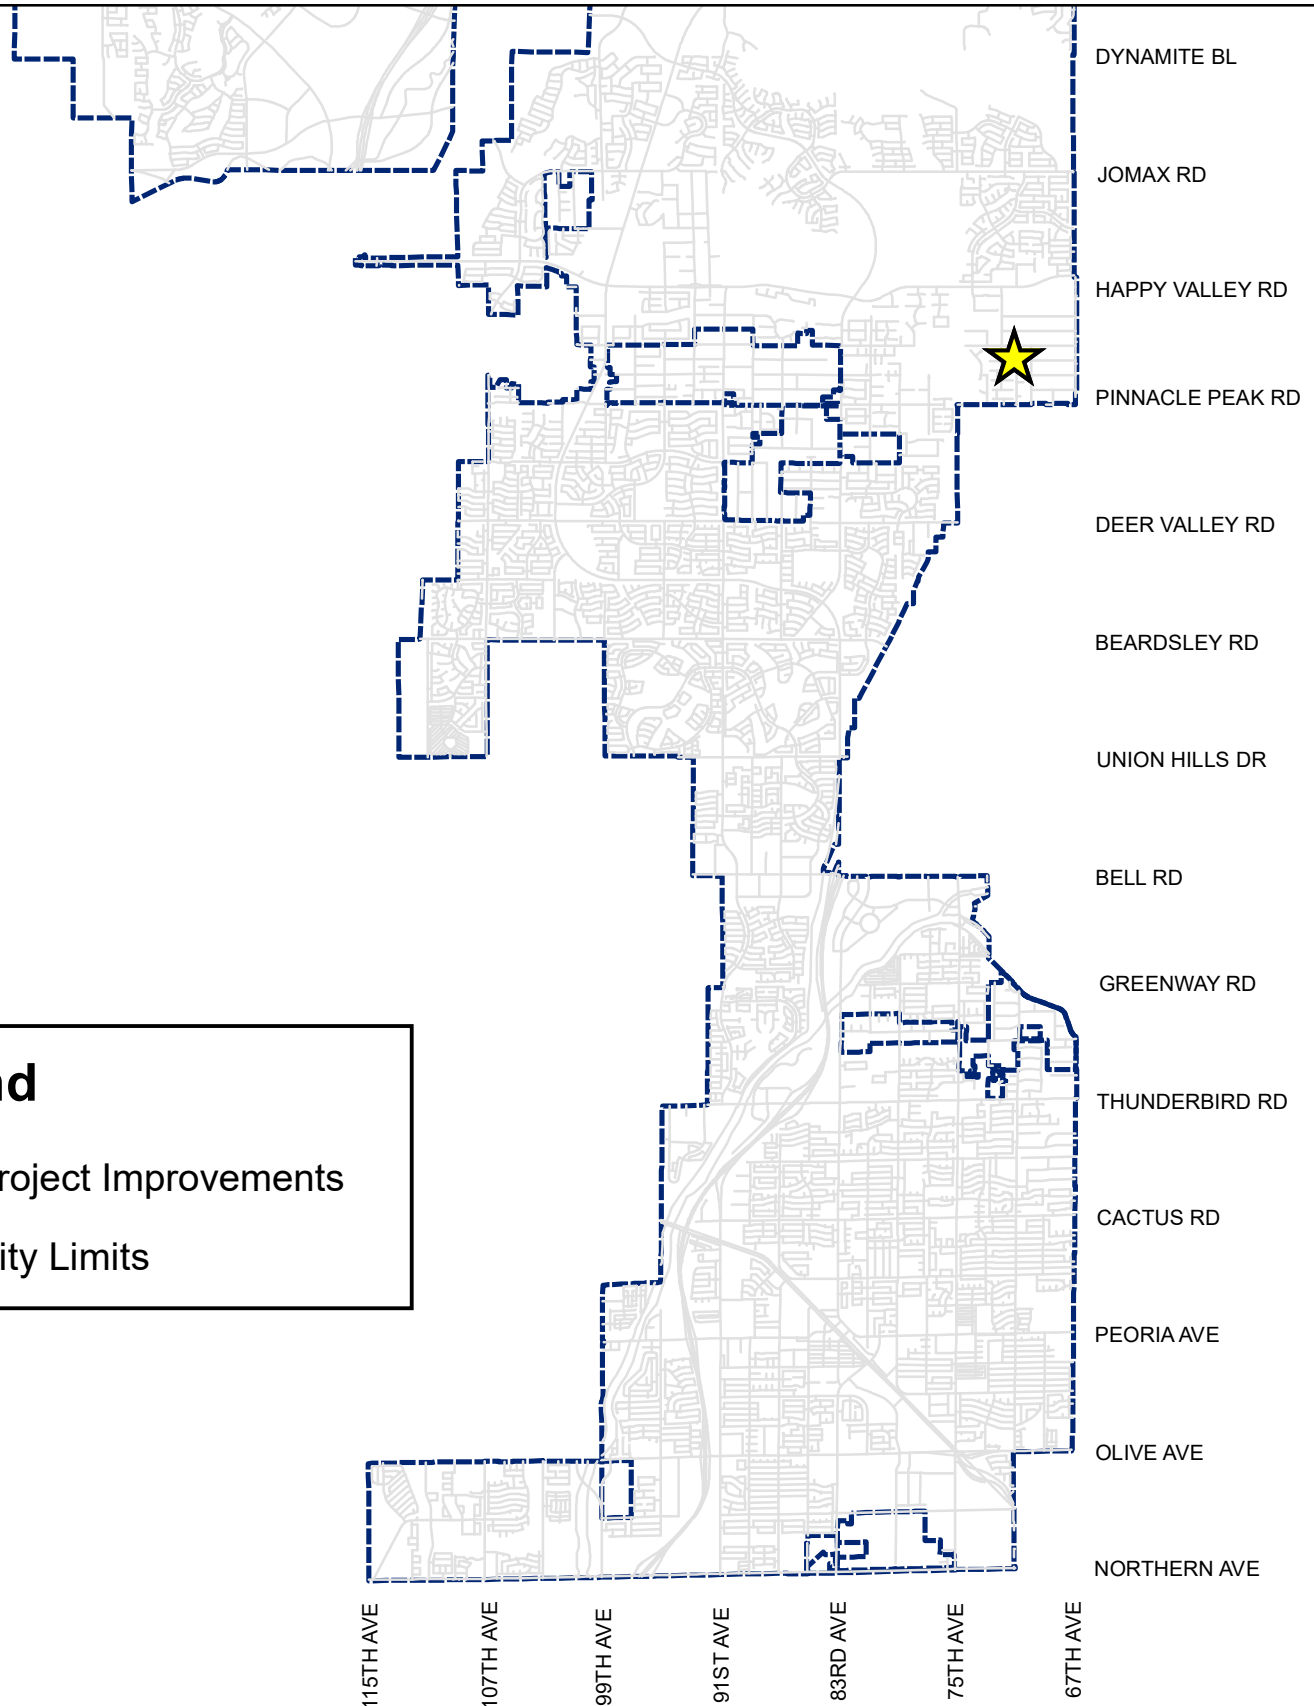 DYNAMITE BL
JOMAX RD
HAPPY VALLEY RD
PINNACLE PEAK RD
DEER VALLEY RD
BEARDSLEY RD
UNION HILLS DR
BELL RD
GREENWAY RD
THUNDERBIRD RD
CACTUS RD
PEORIA AVE
OLIVE AVE
NORTHERN AVE
nd
roject Improvements
ity Limits
115TH AVE
107TH AVE
99TH AVE
91ST AVE
83RD AVE
75TH AVE
67TH AVE